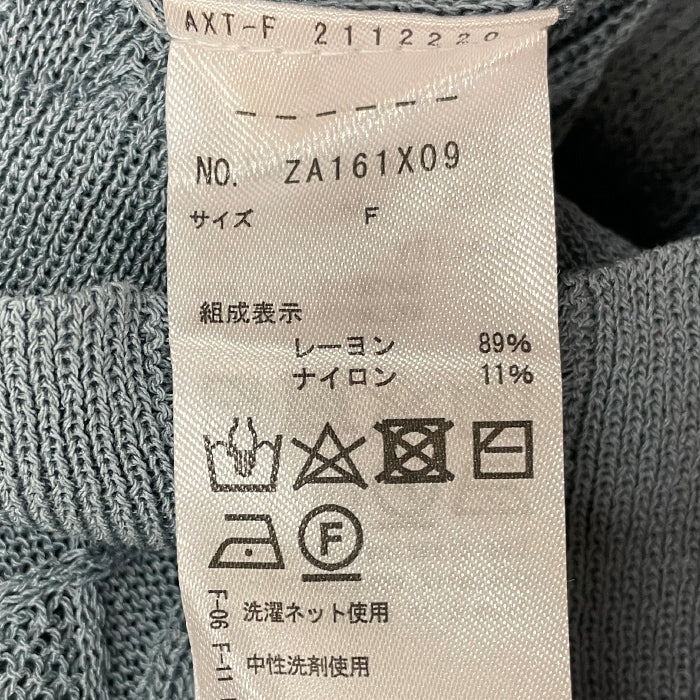 AXT-F 2112220
------
NO. ZA161X09
サイズ F
組成表示
レーヨン 89%
ナイロン 11%
F
洗濯ネット使用
中性洗剤使用
F-06 F-11